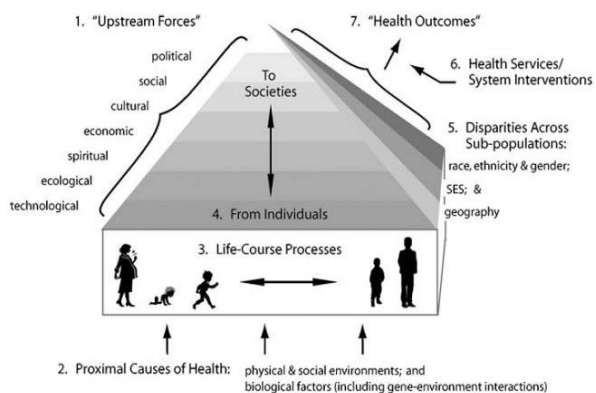 1. "Upstream Forces"
political
social
cultural
economic
spiritual
ecological
technological
To
Societies
4. From Individuals
3. Life-Course Processes
7. "Health Outcomes"
6. Health Services/
System Interventions
5. Disparities Across
Sub-populations:
race, ethnicity & gender;
SES; &
geography
2. Proximal Causes of Health: physical & social environments; and
biological factors (including gene-environment interactions)